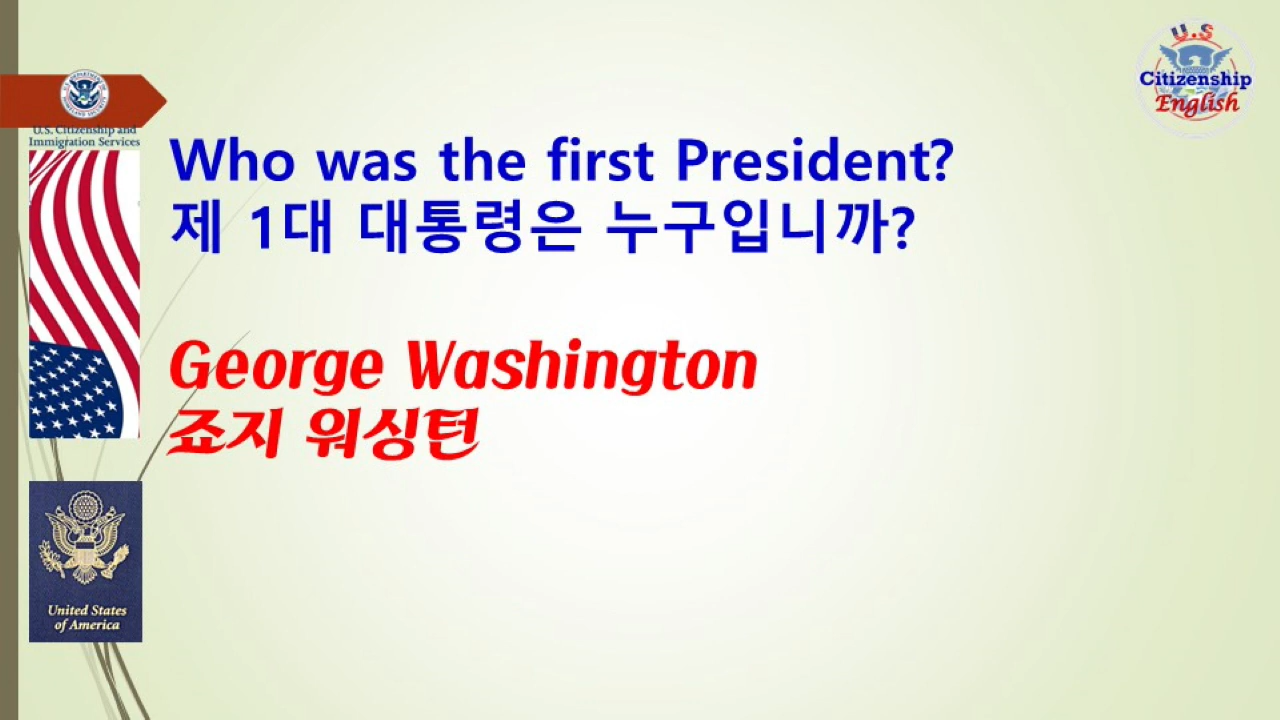 U.S
Citizenship
English
U.S. Citizenship and
Immigration Services
Who was the first President?
제 1대 대통령은 누구입니까?
George Washington
죠지 워싱턴
United States
of America